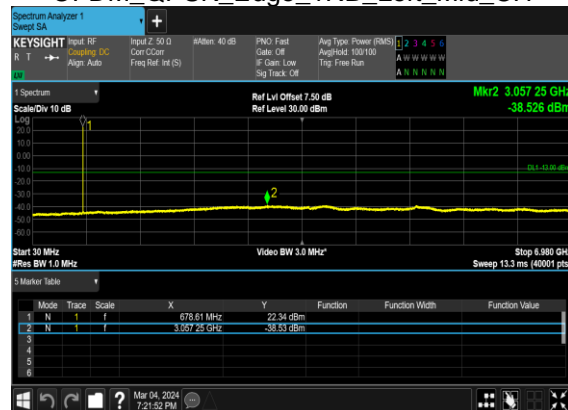 Spectrum Analyzer 1
Swept SA
+
KEYSIGHT Input: RF Input Z: 50 Ω #Atten: 40 dB PNO: Fast Avg Type: Power (RMS) 1 2 3 4 5 6
R T Coupling: DC Corr CCorr Gate: Off Avg|Hold: 100/100 A W W W W W
Align: Auto Freq Ref: Int (S) IF Gain: Low Trig: Free Run
LW Sig Track: Off A N N N N N
1 Spectrum Ref Lvl Offset 7.50 dB Mkr2 3.057 25 GHz
Scale/Div 10 dB Ref Level 30.00 dBm -38.526 dBm
Log
20.0 1
10.0
0.00
-10.0 DL1 -13.00 dBm
-20.0
-30.0 2
-40.0
-50.0
-60.0
Start 30 MHz Video BW 3.0 MHz* Stop 6.980 GHz
#Res BW 1.0 MHz Sweep 13.3 ms (40001 pts)
5 Marker Table
Mode Trace Scale X Y Function Function Width Function Value
1 N 1 f 678.61 MHz 22.34 dBm
2 N 1 f 3.057 25 GHz -38.53 dBm
3
4
5
6
? Mar 04, 2024
7:21:52 PM